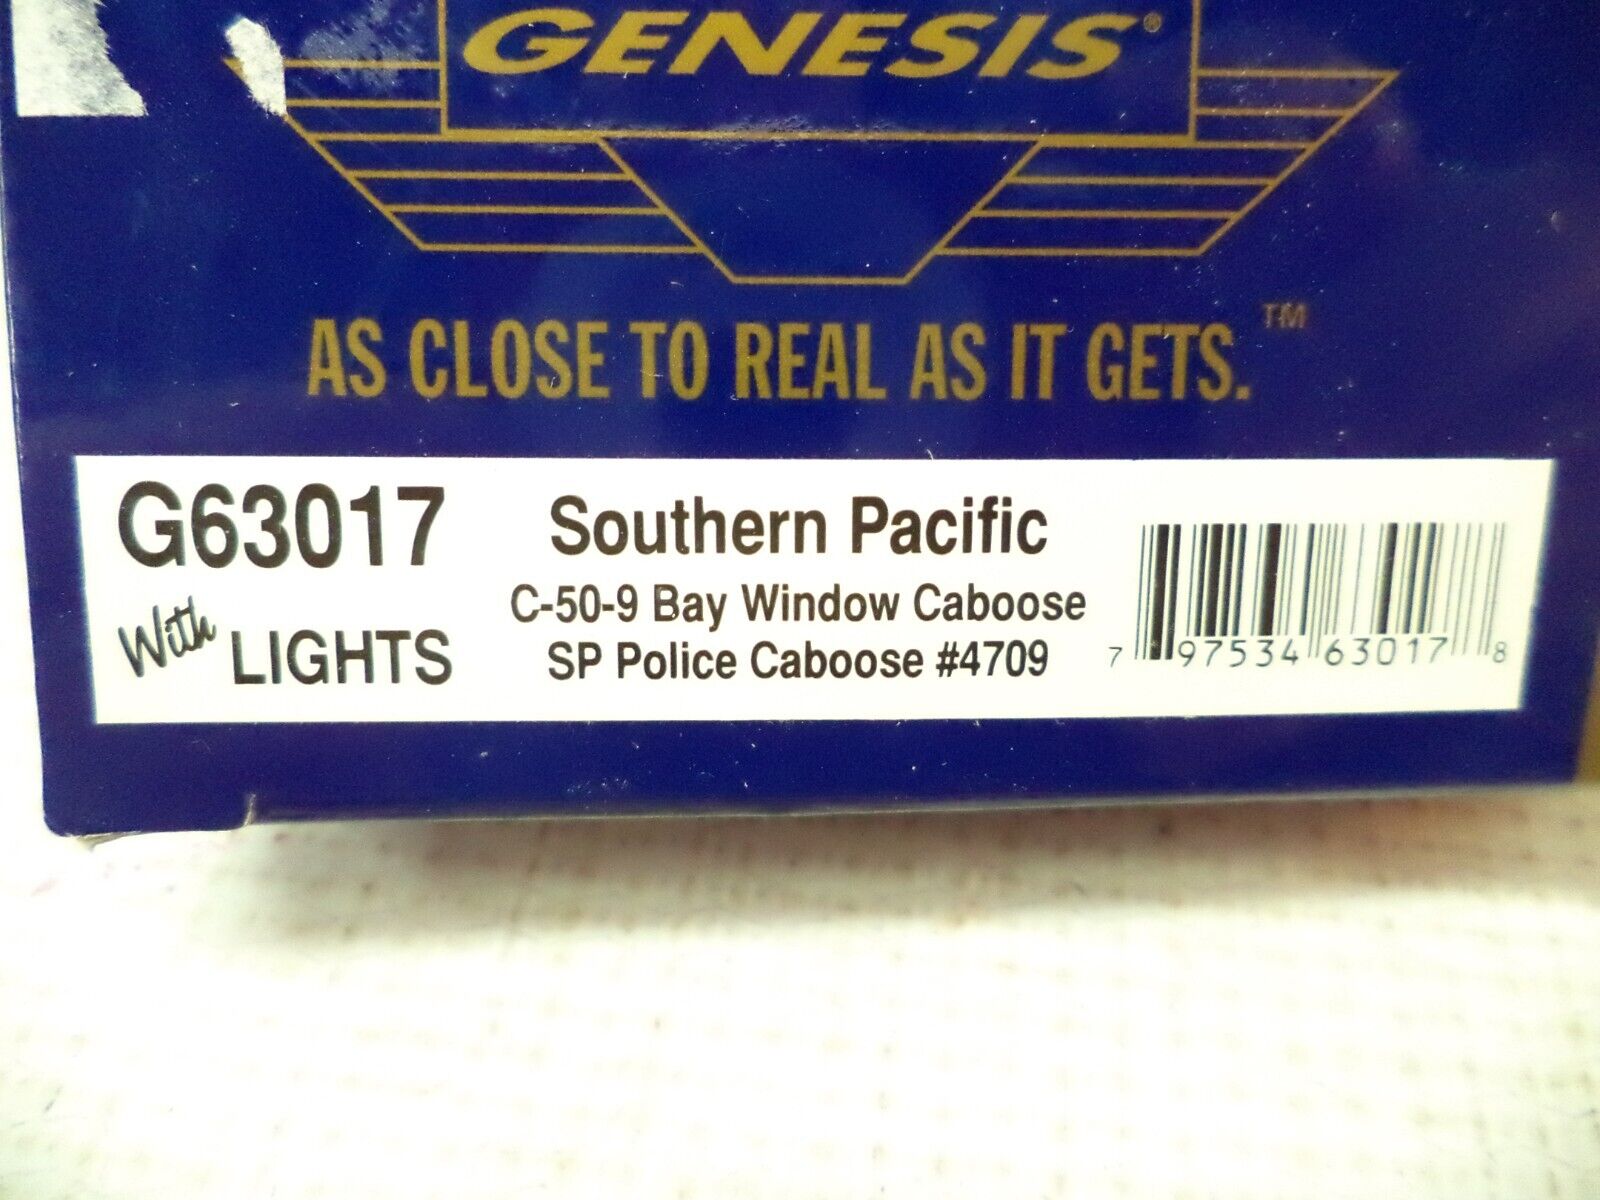 GENESIS®
AS CLOSE TO REAL AS IT GETS.™
G63017
With LIGHTS
Southern Pacific
C-50-9 Bay Window Caboose
SP Police Caboose #4709
7 97534 63017 8